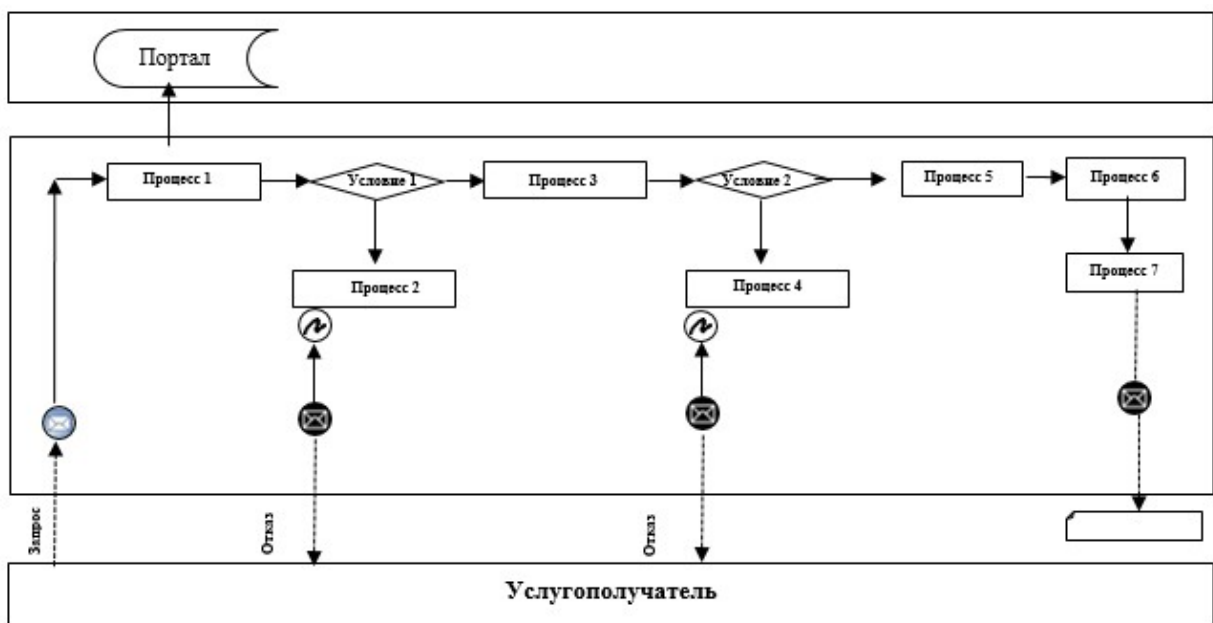 Портал
Процесс 1
Условие 1
Процесс 3
Условие 2
Процесс 5
Процесс 6
Процесс 2
Процесс 4
Процесс 7
Запрос
Отказ
Отказ
Услугополучатель